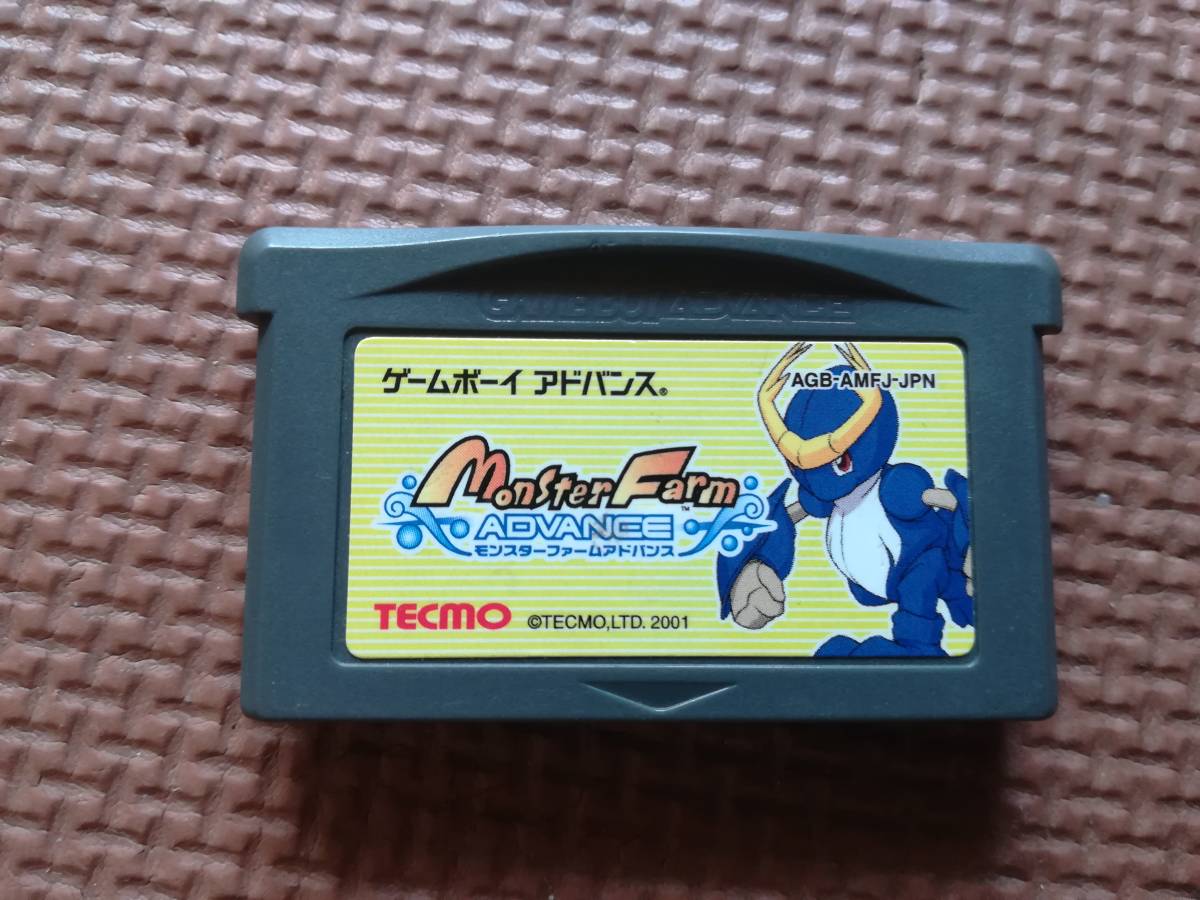 GAME BOY ADVANCE
ゲームボーイ アドバンス®
AGB-AMFJ-JPN
Monster Farm™
ADVANCE
モンスターファームアドバンス
TECMO ©TECMO,LTD. 2001